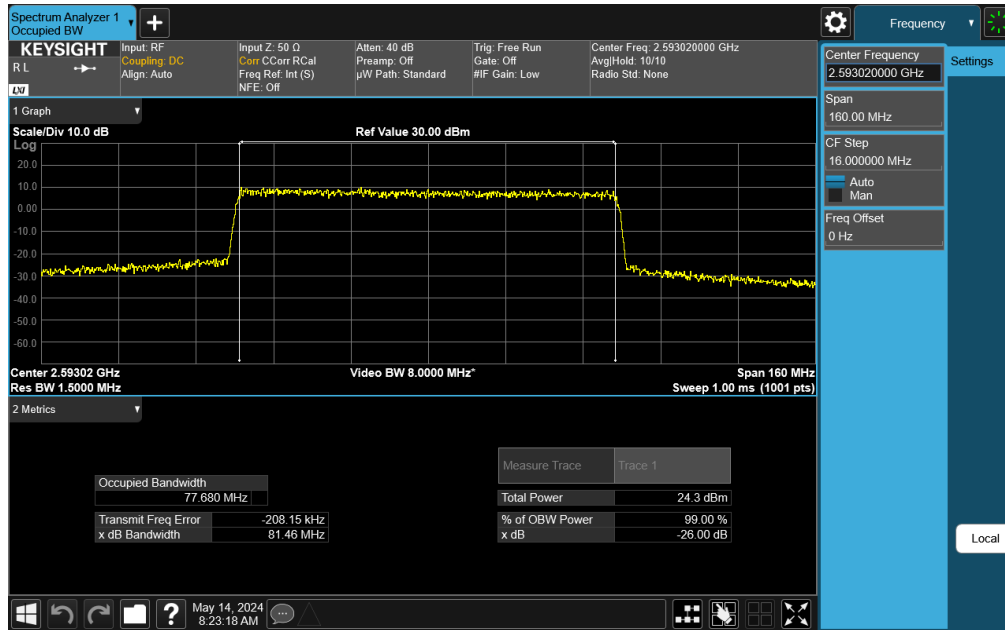 Spectrum Analyzer 1
Occupied BW
Frequency
KEYSIGHT
R L
LXI
Input: RF
Coupling: DC
Align: Auto
Input Z: 50 Ω
Corr CCorr RCal
Freq Ref: Int (S)
NFE: Off
Atten: 40 dB
Preamp: Off
µW Path: Standard
Trig: Free Run
Gate: Off
#IF Gain: Low
Center Freq: 2.593020000 GHz
Avg|Hold: 10/10
Radio Std: None
Center Frequency
2.593020000 GHz
Settings
Span
160.00 MHz
CF Step
16.000000 MHz
Auto
Man
Freq Offset
0 Hz
Local
1 Graph
Scale/Div 10.0 dB
Ref Value 30.00 dBm
Log
20.0
10.0
0.00
-10.0
-20.0
-30.0
-40.0
-50.0
-60.0
Center 2.59302 GHz
Video BW 8.0000 MHz*
Span 160 MHz
Res BW 1.5000 MHz
Sweep 1.00 ms (1001 pts)
2 Metrics
Measure Trace Trace 1
Occupied Bandwidth
77.680 MHz
Total Power 24.3 dBm
Transmit Freq Error -208.15 kHz
% of OBW Power 99.00 %
x dB Bandwidth 81.46 MHz
x dB -26.00 dB
May 14, 2024
8:23:18 AM